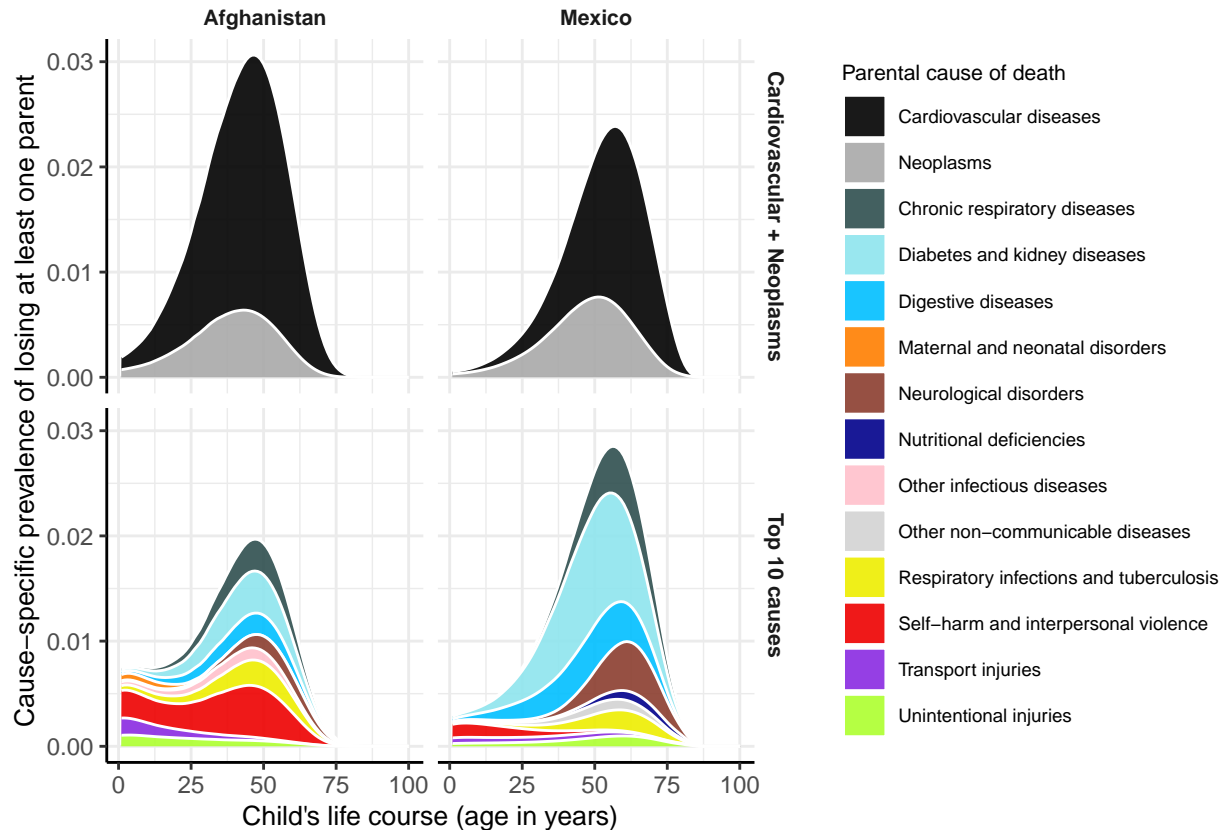 Afghanistan
Mexico
Cause−specific prevalence of losing at least one parent
0.03
0.02
0.01
0.00
Cardiovascular + Neoplasms
0.03
0.02
0.01
0.00
Top 10 causes
0 25 50 75 100
0 25 50 75 100
Child's life course (age in years)
Parental cause of death
Cardiovascular diseases
Neoplasms
Chronic respiratory diseases
Diabetes and kidney diseases
Digestive diseases
Maternal and neonatal disorders
Neurological disorders
Nutritional deficiencies
Other infectious diseases
Other non−communicable diseases
Respiratory infections and tuberculosis
Self−harm and interpersonal violence
Transport injuries
Unintentional injuries